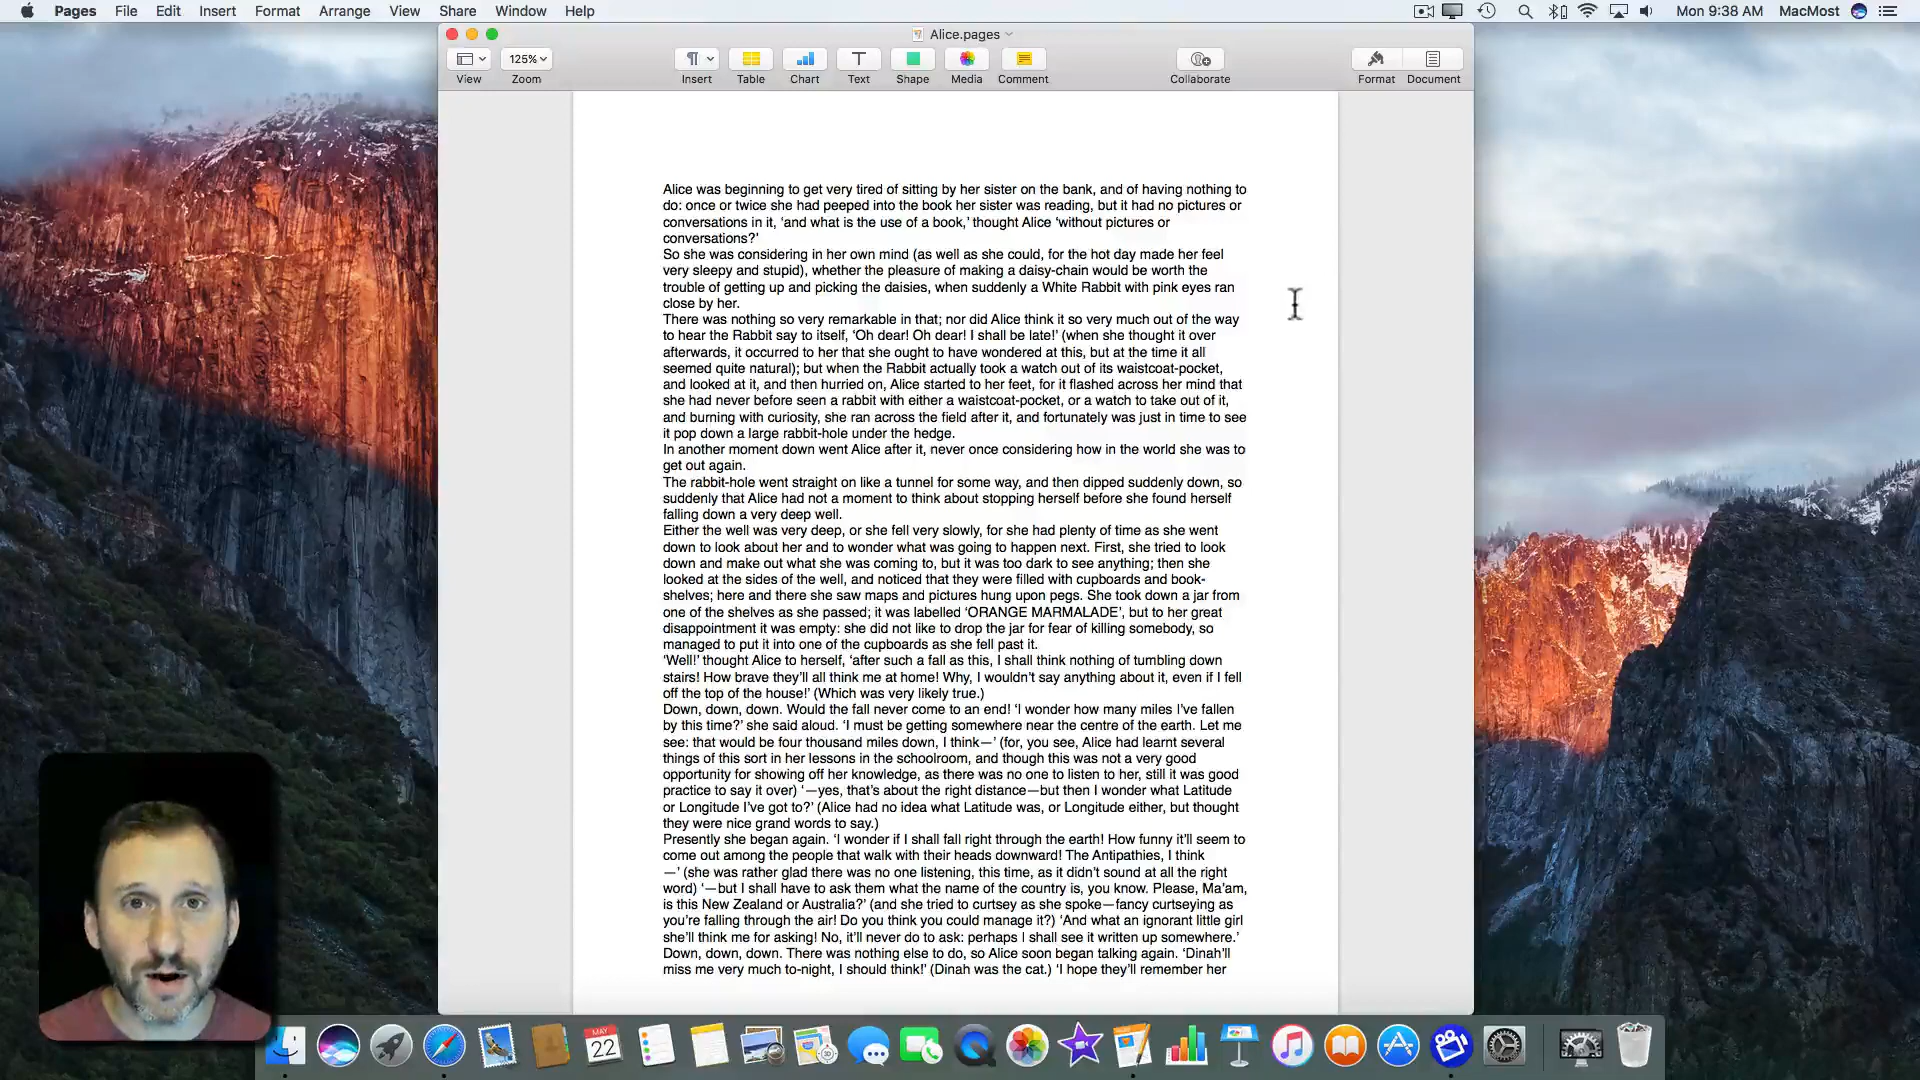 Pages File Edit Insert Format Arrange View Share Window Help Mon 9:38 AM MacMost
Alice.pages
125%
View Zoom Insert Table Chart Text Shape Media Comment Collaborate Format Document
Alice was beginning to get very tired of sitting by her sister on the bank, and of having nothing to
do: once or twice she had peeped into the book her sister was reading, but it had no pictures or
conversations in it, ‘and what is the use of a book,’ thought Alice ‘without pictures or
conversations?’
So she was considering in her own mind (as well as she could, for the hot day made her feel
very sleepy and stupid), whether the pleasure of making a daisy-chain would be worth the
trouble of getting up and picking the daisies, when suddenly a White Rabbit with pink eyes ran
close by her.
There was nothing so very remarkable in that; nor did Alice think it so very much out of the way
to hear the Rabbit say to itself, ‘Oh dear! Oh dear! I shall be late!’ (when she thought it over
afterwards, it occurred to her that she ought to have wondered at this, but at the time it all
seemed quite natural); but when the Rabbit actually took a watch out of its waistcoat-pocket,
and looked at it, and then hurried on, Alice started to her feet, for it flashed across her mind that
she had never before seen a rabbit with either a waistcoat-pocket, or a watch to take out of it,
and burning with curiosity, she ran across the field after it, and fortunately was just in time to see
it pop down a large rabbit-hole under the hedge.
In another moment down went Alice after it, never once considering how in the world she was to
get out again.
The rabbit-hole went straight on like a tunnel for some way, and then dipped suddenly down, so
suddenly that Alice had not a moment to think about stopping herself before she found herself
falling down a very deep well.
Either the well was very deep, or she fell very slowly, for she had plenty of time as she went
down to look about her and to wonder what was going to happen next. First, she tried to look
down and make out what she was coming to, but it was too dark to see anything; then she
looked at the sides of the well, and noticed that they were filled with cupboards and book-
shelves; here and there she saw maps and pictures hung upon pegs. She took down a jar from
one of the shelves as she passed; it was labelled ‘ORANGE MARMALADE’, but to her great
disappointment it was empty: she did not like to drop the jar for fear of killing somebody, so
managed to put it into one of the cupboards as she fell past it.
‘Well!’ thought Alice to herself, ‘after such a fall as this, I shall think nothing of tumbling down
stairs! How brave they’ll all think me at home! Why, I wouldn’t say anything about it, even if I fell
off the top of the house!’ (Which was very likely true.)
Down, down, down. Would the fall never come to an end! ‘I wonder how many miles I’ve fallen
by this time?’ she said aloud. ‘I must be getting somewhere near the centre of the earth. Let me
see: that would be four thousand miles down, I think—’ (for, you see, Alice had learnt several
things of this sort in her lessons in the schoolroom, and though this was not a very good
opportunity for showing off her knowledge, as there was no one to listen to her, still it was good
practice to say it over) ‘—yes, that’s about the right distance—but then I wonder what Latitude
or Longitude I’ve got to?’ (Alice had no idea what Latitude was, or Longitude either, but thought
they were nice grand words to say.)
Presently she began again. ‘I wonder if I shall fall right through the earth! How funny it’ll seem to
come out among the people that walk with their heads downward! The Antipathies, I think
—’ (she was rather glad there was no one listening, this time, as it didn’t sound at all the right
word) ‘—but I shall have to ask them what the name of the country is, you know. Please, Ma’am,
is this New Zealand or Australia?’ (and she tried to curtsey as she spoke—fancy curtseying as
you’re falling through the air! Do you think you could manage it?) ‘And what an ignorant little girl
she’ll think me for asking! No, it’ll never do to ask: perhaps I shall see it written up somewhere.’
Down, down, down. There was nothing else to do, so Alice soon began talking again. ‘Dinah’ll
miss me very much to-night, I should think!’ (Dinah was the cat.) ‘I hope they’ll remember her
MAY
22